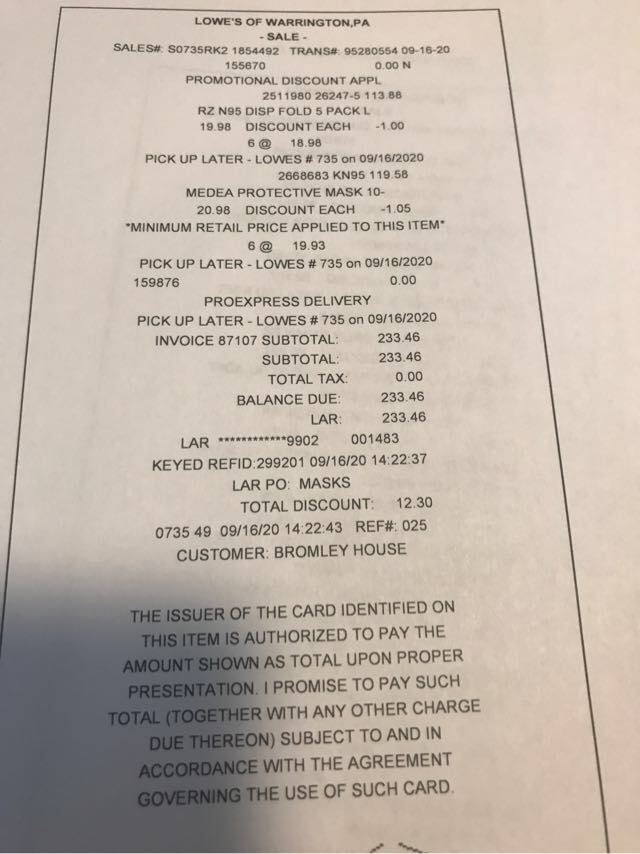 LOWE'S OF WARRINGTON,PA
- SALE -
SALES#: S0735RK2 1854492 TRANS#: 95280554 09-16-20
155670 0.00 N
PROMOTIONAL DISCOUNT APPL
2511980 26247-5 113.88
RZ N95 DISP FOLD 5 PACK L
19.98 DISCOUNT EACH -1.00
6 @ 18.98
PICK UP LATER - LOWES # 735 on 09/16/2020
2668683 KN95 119.58
MEDEA PROTECTIVE MASK 10-
20.98 DISCOUNT EACH -1.05
*MINIMUM RETAIL PRICE APPLIED TO THIS ITEM*
6 @ 19.93
PICK UP LATER - LOWES # 735 on 09/16/2020
159876 0.00
PROEXPRESS DELIVERY
PICK UP LATER - LOWES # 735 on 09/16/2020
INVOICE 87107 SUBTOTAL: 233.46
SUBTOTAL: 233.46
TOTAL TAX: 0.00
BALANCE DUE: 233.46
LAR: 233.46
LAR ************9902 001483
KEYED REFID:299201 09/16/20 14:22:37
LAR PO: MASKS
TOTAL DISCOUNT: 12.30
0735 49 09/16/20 14:22:43 REF#: 025
CUSTOMER: BROMLEY HOUSE
THE ISSUER OF THE CARD IDENTIFIED ON
THIS ITEM IS AUTHORIZED TO PAY THE
AMOUNT SHOWN AS TOTAL UPON PROPER
PRESENTATION. I PROMISE TO PAY SUCH
TOTAL (TOGETHER WITH ANY OTHER CHARGE
DUE THEREON) SUBJECT TO AND IN
ACCORDANCE WITH THE AGREEMENT
GOVERNING THE USE OF SUCH CARD.